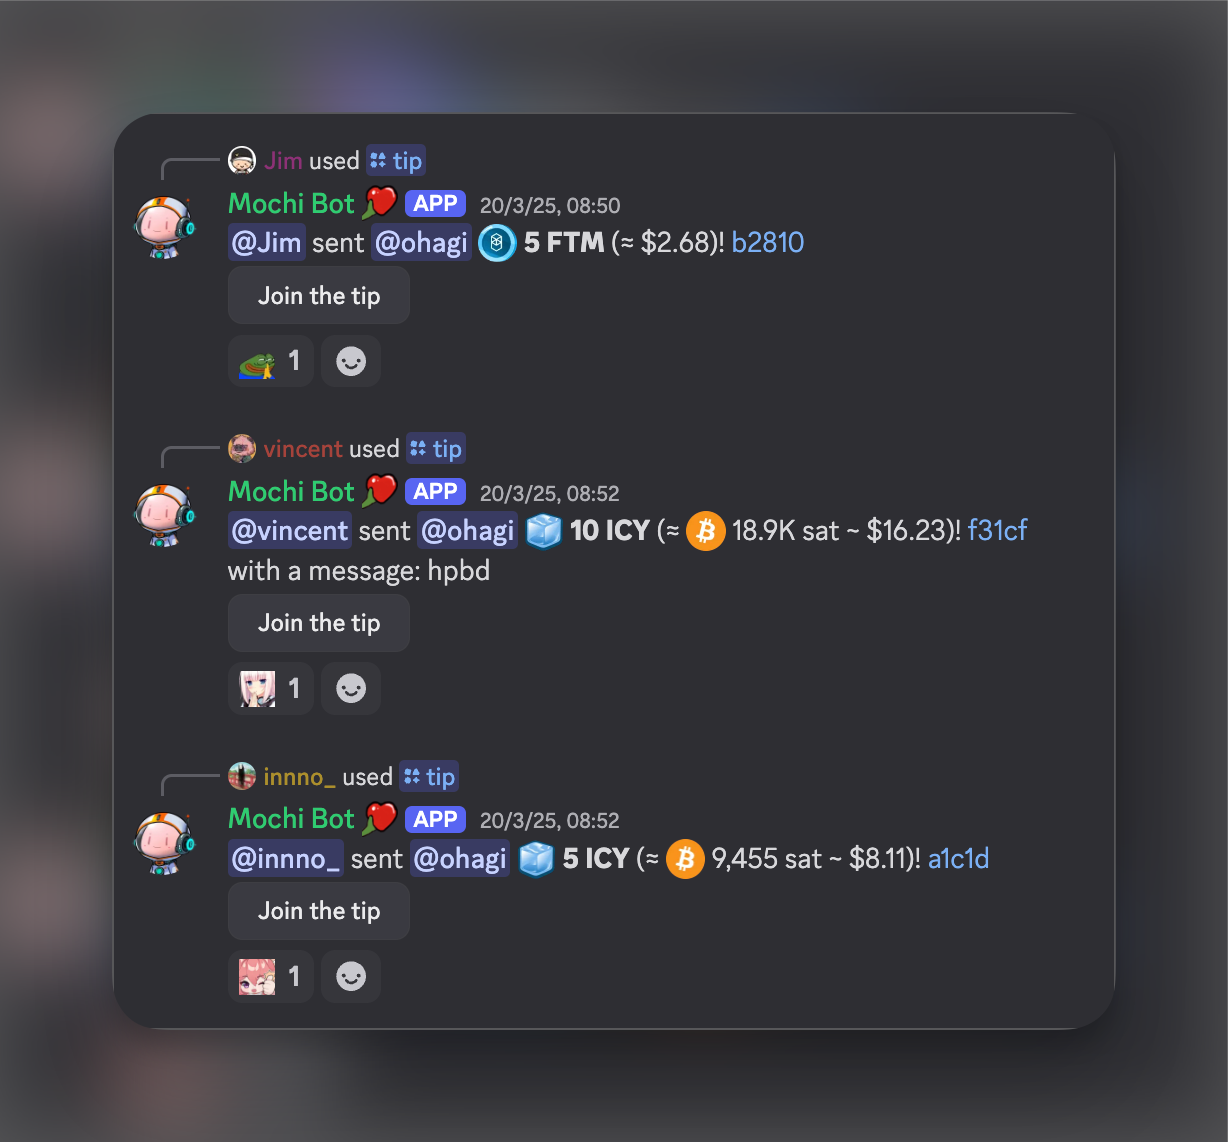 Jim used tip
Mochi Bot APP 20/3/25, 08:50
@Jim sent @ohagi 5 FTM (≈ $2.68)! b2810
Join the tip
1
vincent used tip
Mochi Bot APP 20/3/25, 08:52
@vincent sent @ohagi 10 ICY (≈ 18.9K sat ~ $16.23)! f31cf
with a message: hpbd
Join the tip
1
innno_ used tip
Mochi Bot APP 20/3/25, 08:52
@innno_ sent @ohagi 5 ICY (≈ 9,455 sat ~ $8.11)! a1c1d
Join the tip
1